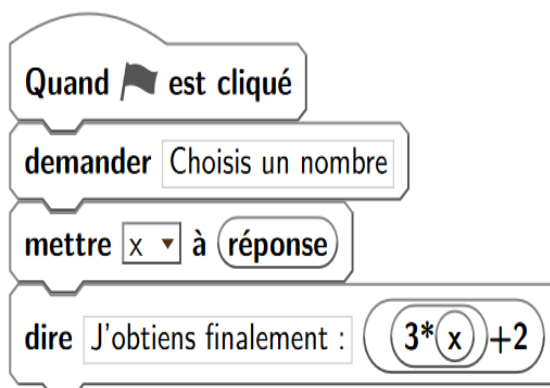 Quand est cliqué
demander Choisis un nombre
mettre x à réponse
dire J'obtiens finalement : 3*x+2